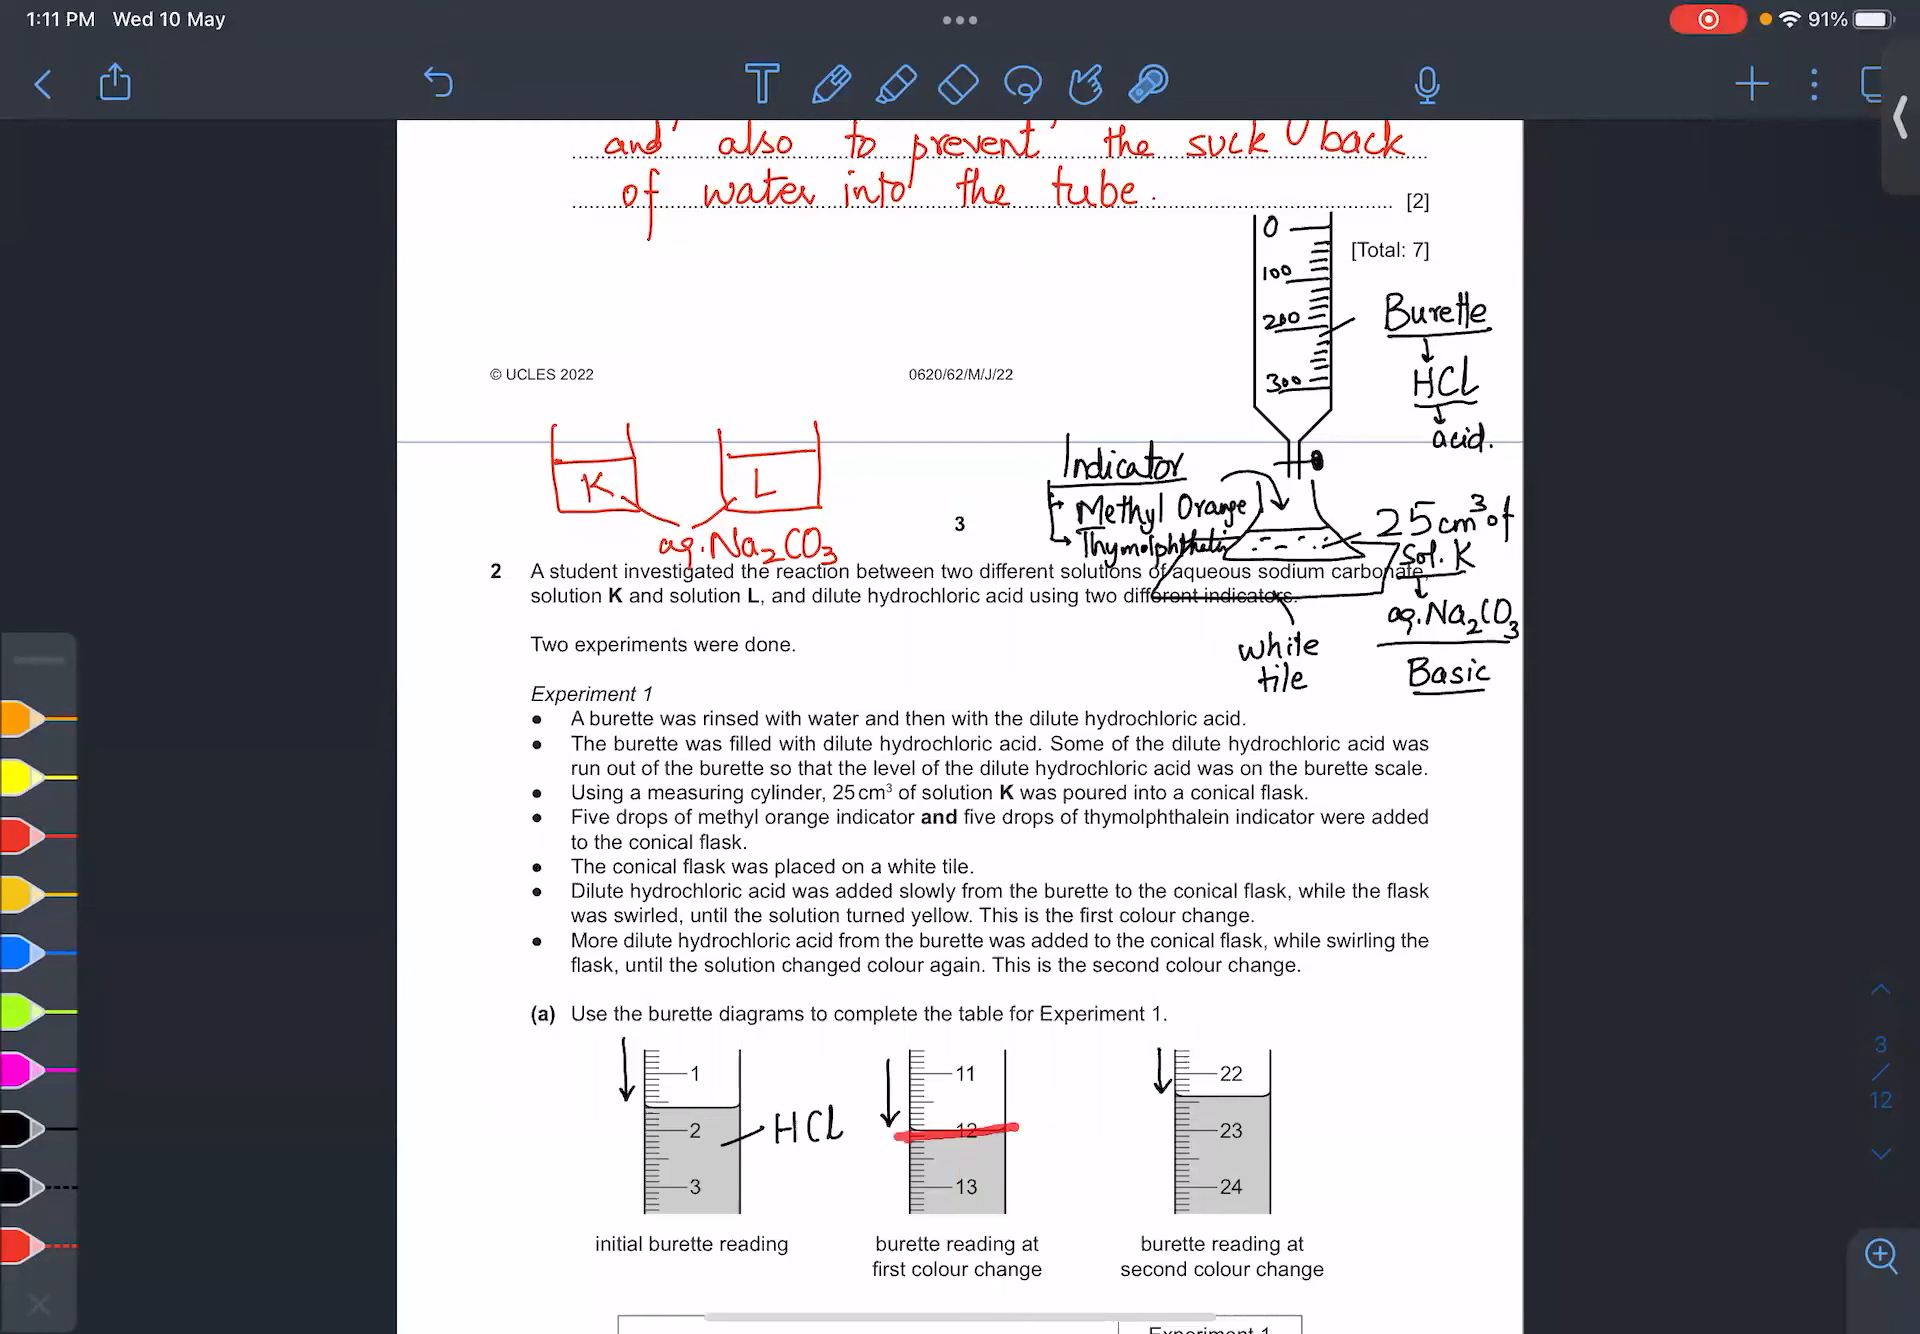 1:11 PM Wed 10 May
91%
and also to prevent the suck back
of water into the tube.
[2]
[Total: 7]
0
100
200
300
Burette
HCl
acid.
© UCLES 2022
0620/62/M/J/22
K
L
aq. Na2CO3
Indicator
Methyl Orange
3
25cm³ of
Sol. K
aq. Na2CO3
Basic
white
tile
2 A student investigated the reaction between two different solutions of aqueous sodium carbonate,
solution K and solution L, and dilute hydrochloric acid using two different indicators.
Two experiments were done.
Experiment 1
• A burette was rinsed with water and then with the dilute hydrochloric acid.
• The burette was filled with dilute hydrochloric acid. Some of the dilute hydrochloric acid was
run out of the burette so that the level of the dilute hydrochloric acid was on the burette scale.
• Using a measuring cylinder, 25 cm³ of solution K was poured into a conical flask.
• Five drops of methyl orange indicator and five drops of thymolphthalein indicator were added
to the conical flask.
• The conical flask was placed on a white tile.
• Dilute hydrochloric acid was added slowly from the burette to the conical flask, while the flask
was swirled, until the solution turned yellow. This is the first colour change.
• More dilute hydrochloric acid from the burette was added to the conical flask, while swirling the
flask, until the solution changed colour again. This is the second colour change.
(a) Use the burette diagrams to complete the table for Experiment 1.
1
2
3
HCl
11
12
13
22
23
24
initial burette reading
burette reading at
first colour change
burette reading at
second colour change
Experiment 1
3
/
12